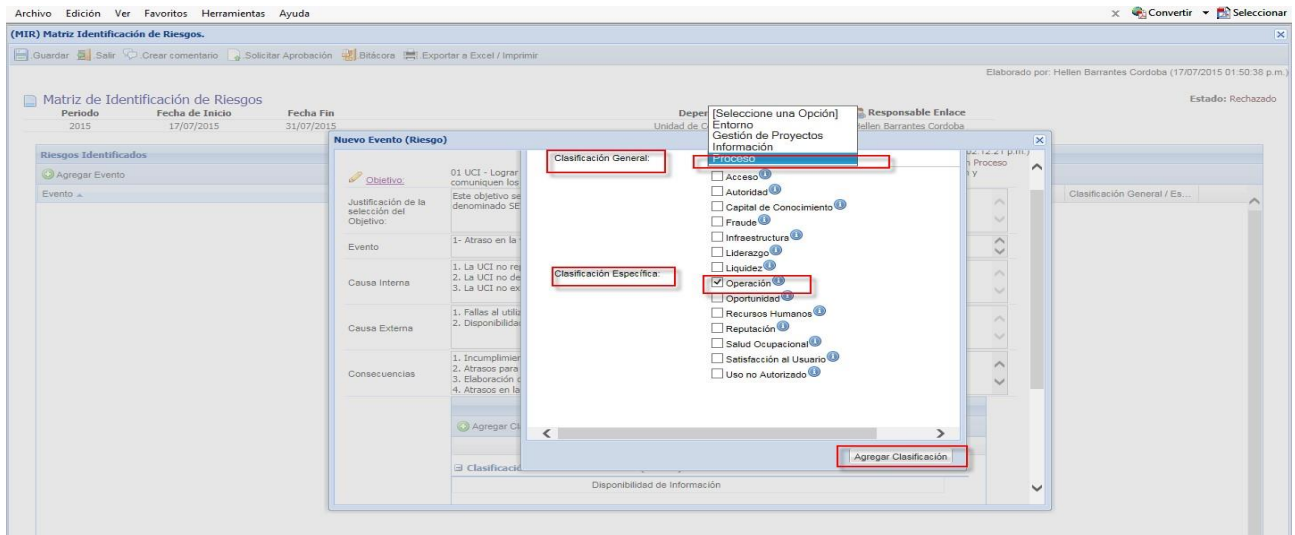 Archivo Edición Ver Favoritos Herramientas Ayuda
Convertir Seleccionar
(MIR) Matriz Identificación de Riesgos.
Guardar Salir Crear comentario Solicitar Aprobación Bitácora Exportar a Excel / Imprimir
Elaborado por: Hellen Barrantes Cordoba (17/07/2015 01:50:38 p.m.)
Matriz de Identificación de Riesgos
Estado: Rechazado
Periodo Fecha de Inicio Fecha Fin Responsable Enlace
2015 17/07/2015 31/07/2015 Unidad de Hellen Barrantes Cordoba
Riesgos Identificados
Agregar Evento
Evento
Clasificación General / Es...
Nuevo Evento (Riesgo)
Objetivo:
01 UCI - Lograr
comuniquen los
Proceso
y
Justificación de la
selección del
Objetivo:
Este objetivo se
denominado SE
Evento
1- Atraso en la
Causa Interna
1. La UCI no re
2. La UCI no de
3. La UCI no ex
Causa Externa
1. Fallas al utiliz
2. Disponibilida
Consecuencias
1. Incumplimie
2. Atrasos para
3. Elaboración
4. Atrasos en la
Agregar Cl
Clasificació
Disponibilidad de Información
Clasificación General:
[Seleccione una Opción]
Entorno
Gestión de Proyectos
Información
Proceso
Clasificación Específica:
Acceso
Autoridad
Capital de Conocimiento
Fraude
Infraestructura
Liderazgo
Liquidez
Operación
Oportunidad
Recursos Humanos
Reputación
Salud Ocupacional
Satisfacción al Usuario
Uso no Autorizado
Agregar Clasificación